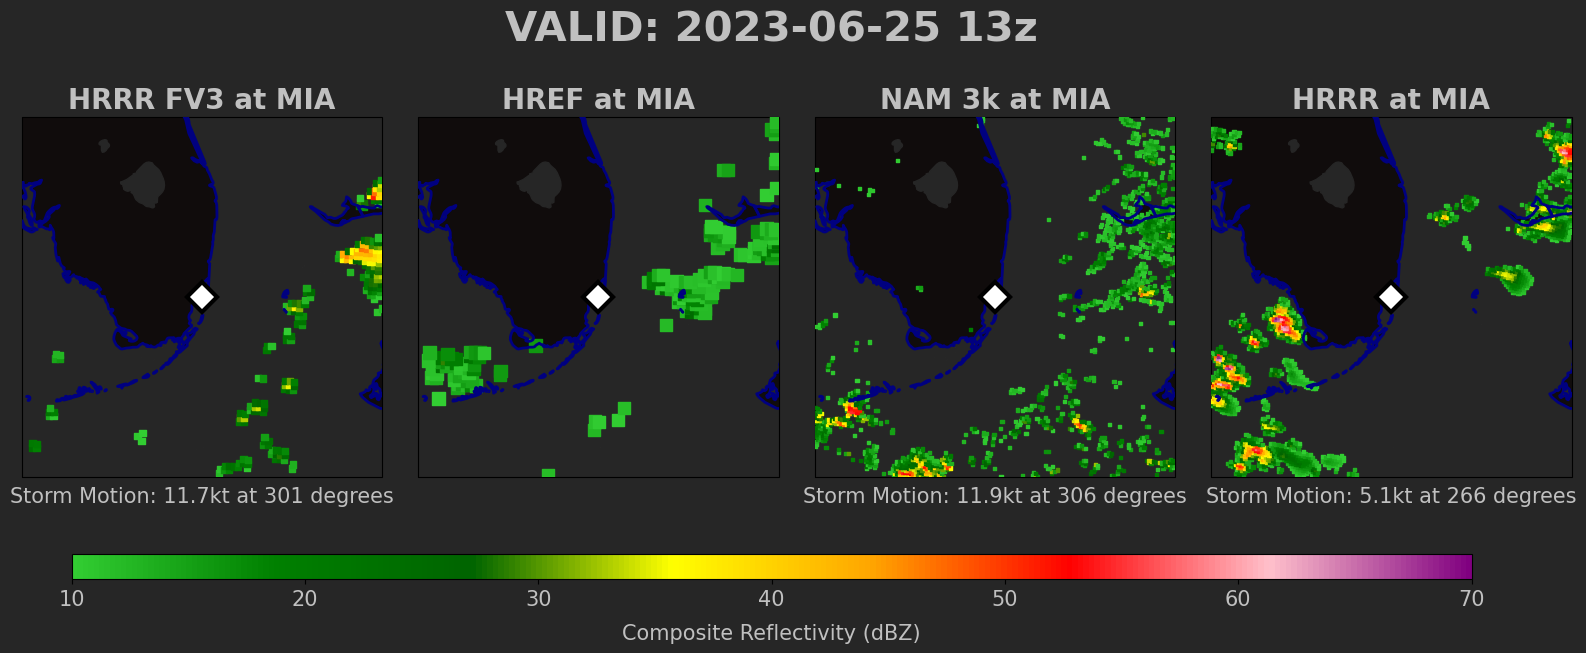 VALID: 2023-06-25 13z
HRRR FV3 at MIA
HREF at MIA
NAM 3k at MIA
HRRR at MIA
Storm Motion: 11.7kt at 301 degrees
Storm Motion: 11.9kt at 306 degrees
Storm Motion: 5.1kt at 266 degrees
10 20 30 40 50 60 70
Composite Reflectivity (dBZ)